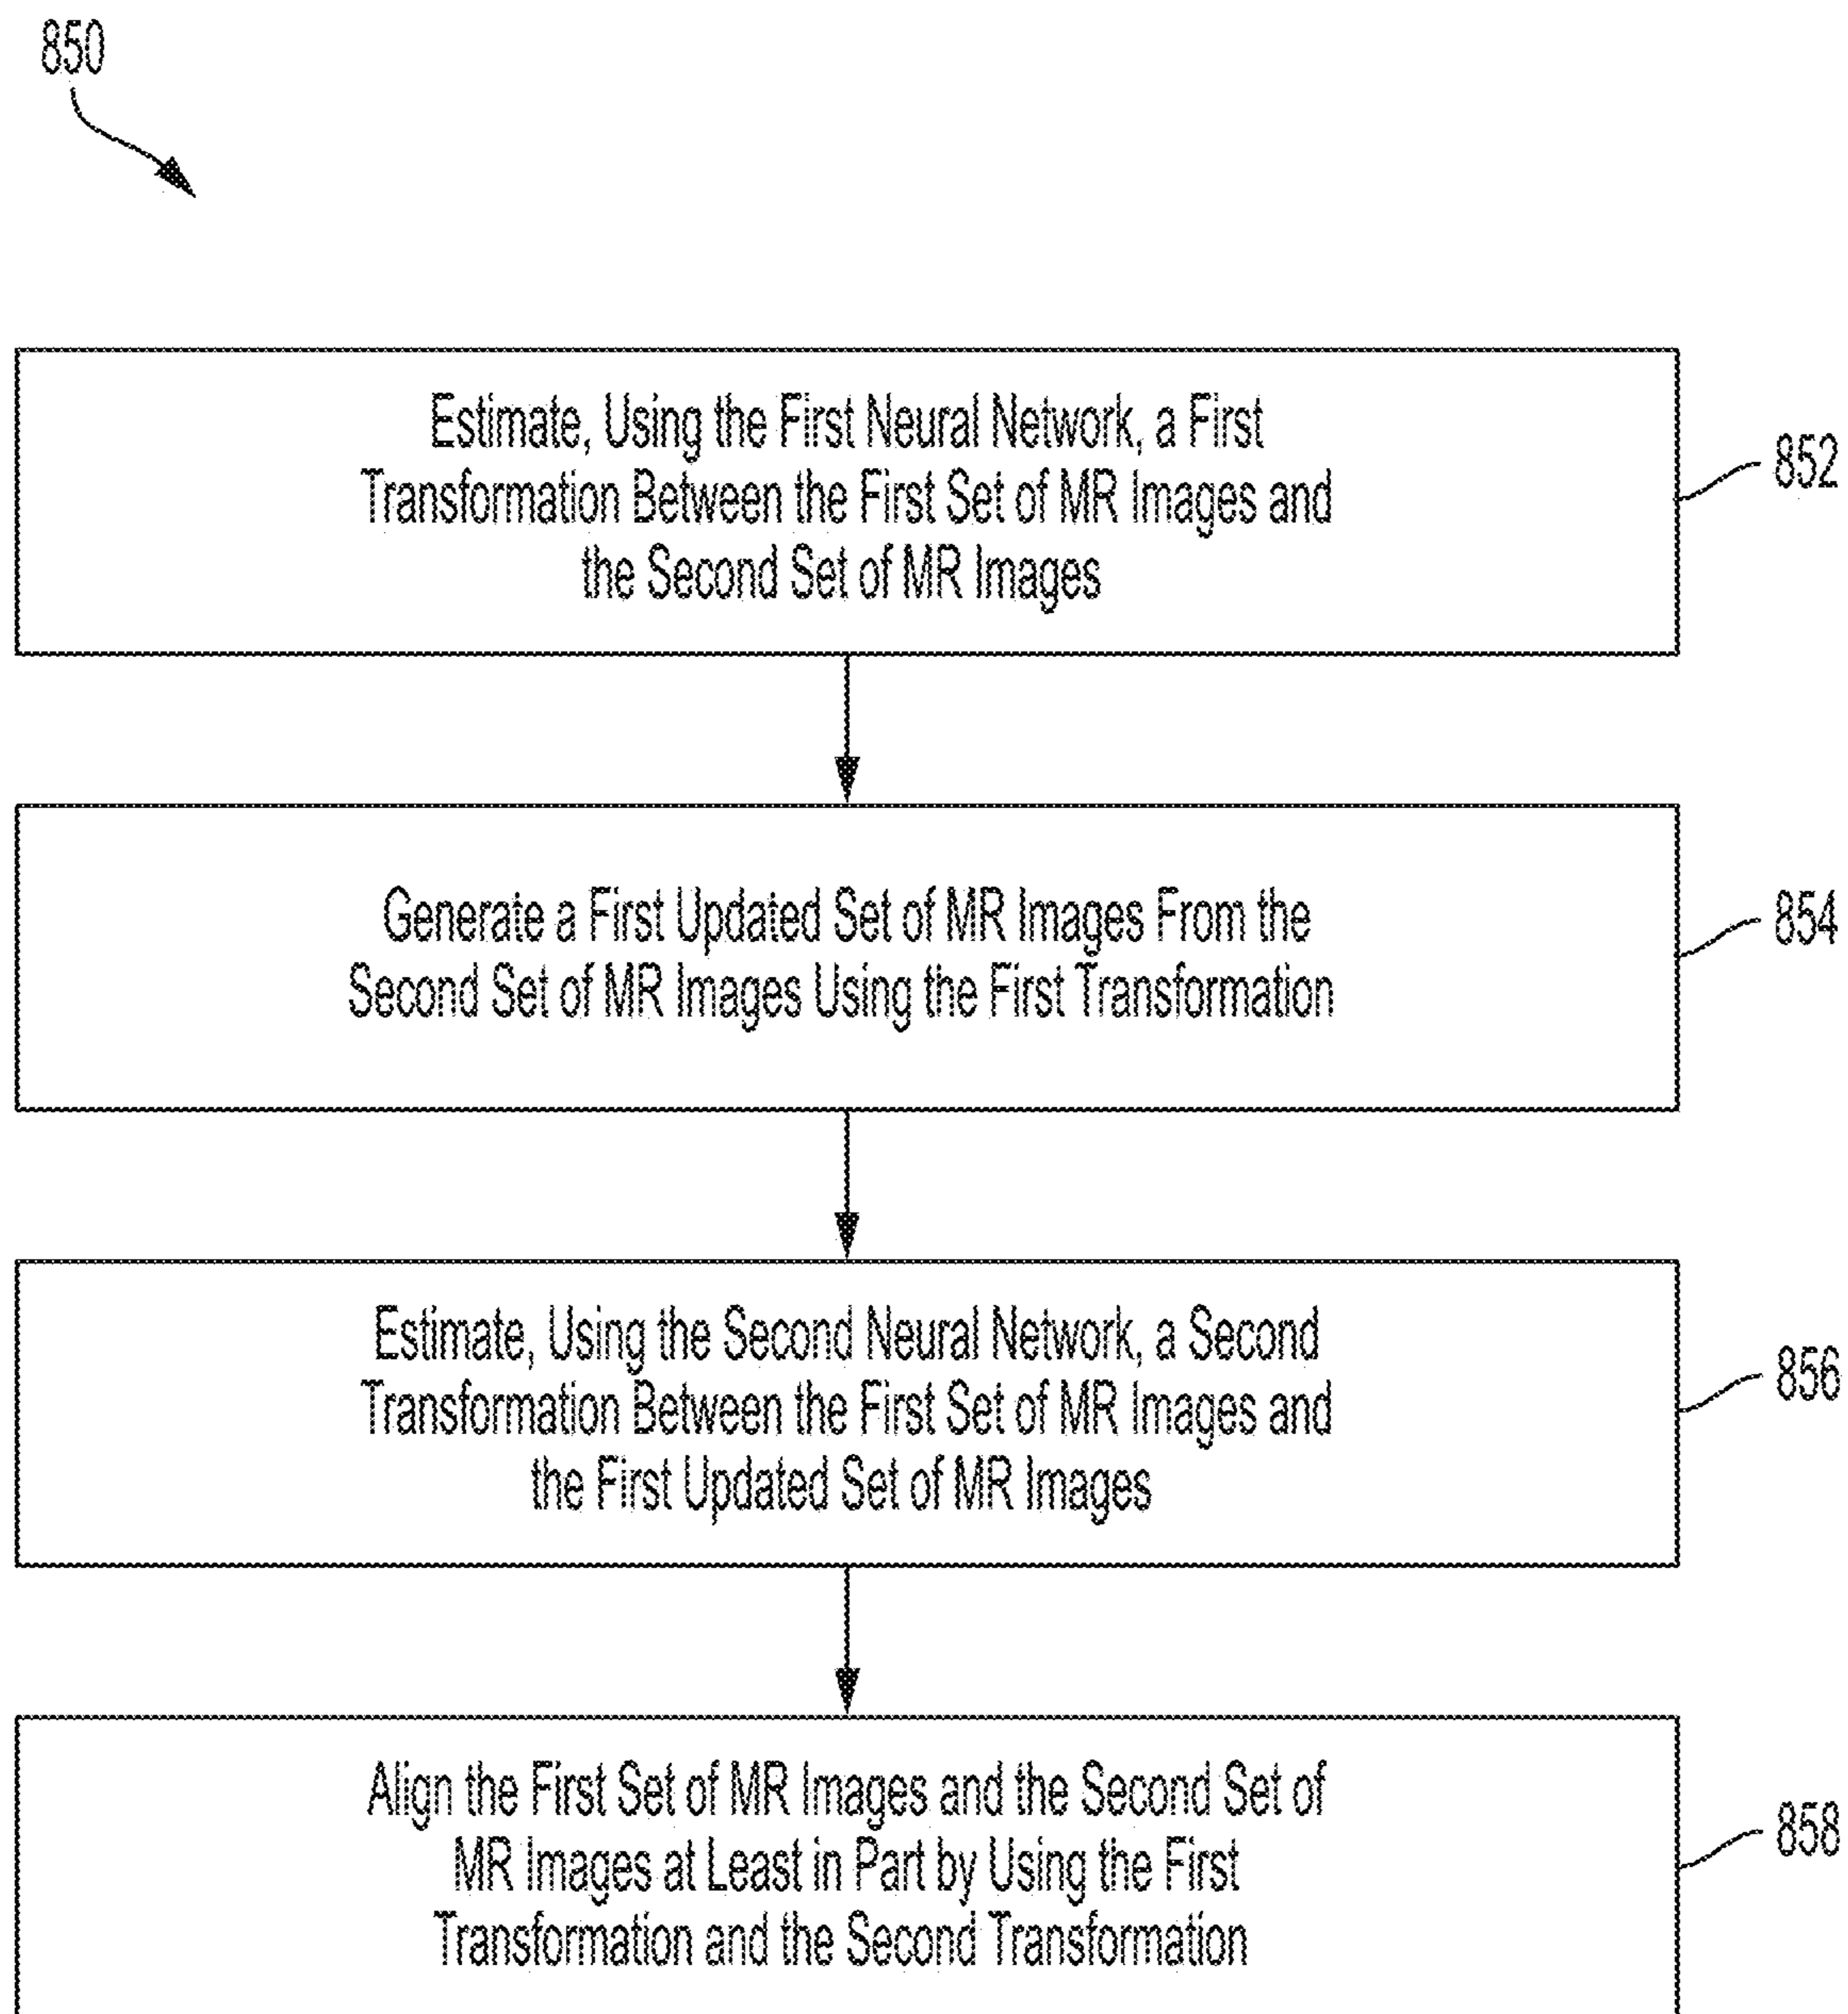 850
Estimate, Using the First Neural Network, a First
Transformation Between the First Set of MR Images and
the Second Set of MR Images
852
Generate a First Updated Set of MR Images From the
Second Set of MR Images Using the First Transformation
854
Estimate, Using the Second Neural Network, a Second
Transformation Between the First Set of MR Images and
the First Updated Set of MR Images
856
Align the First Set of MR Images and the Second Set of
MR Images at Least in Part by Using the First
Transformation and the Second Transformation
858